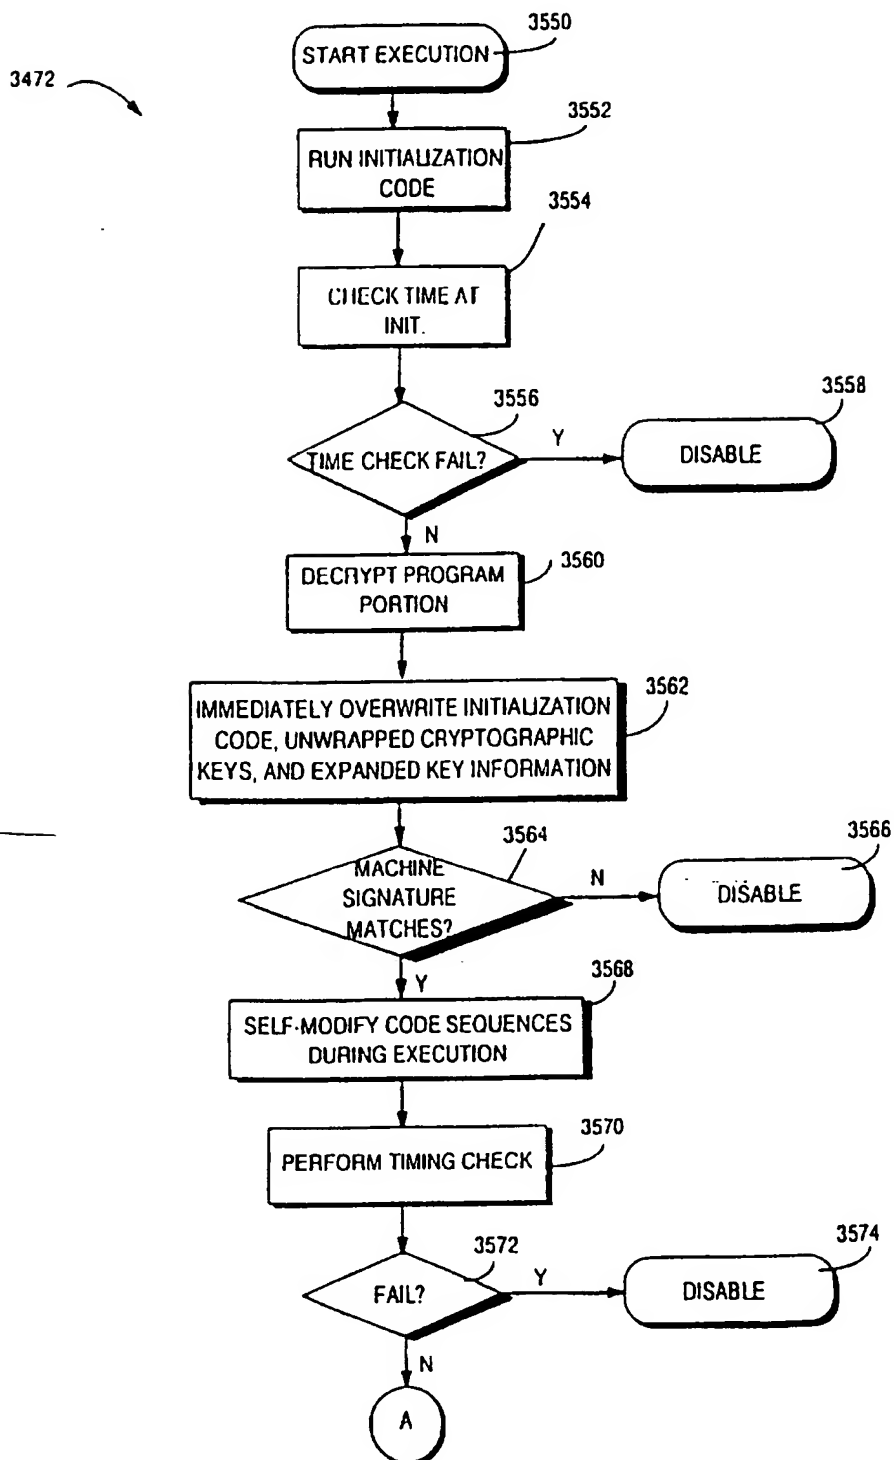 3550
START EXECUTION
3472
3552
RUN INITIALIZATION
CODE
3554
CHECK TIME AT
INIT.
3556
3558
TIME CHECK FAIL?
Y
DISABLE
N
3560
DECRYPT PROGRAM
PORTION
3562
IMMEDIATELY OVERWRITE INITIALIZATION
CODE, UNWRAPPED CRYPTOGRAPHIC
KEYS, AND EXPANDED KEY INFORMATION
3564
3566
MACHINE
SIGNATURE
MATCHES?
N
DISABLE
Y
3568
SELF-MODIFY CODE SEQUENCES
DURING EXECUTION
3570
PERFORM TIMING CHECK
3572
3574
FAIL?
Y
DISABLE
N
A